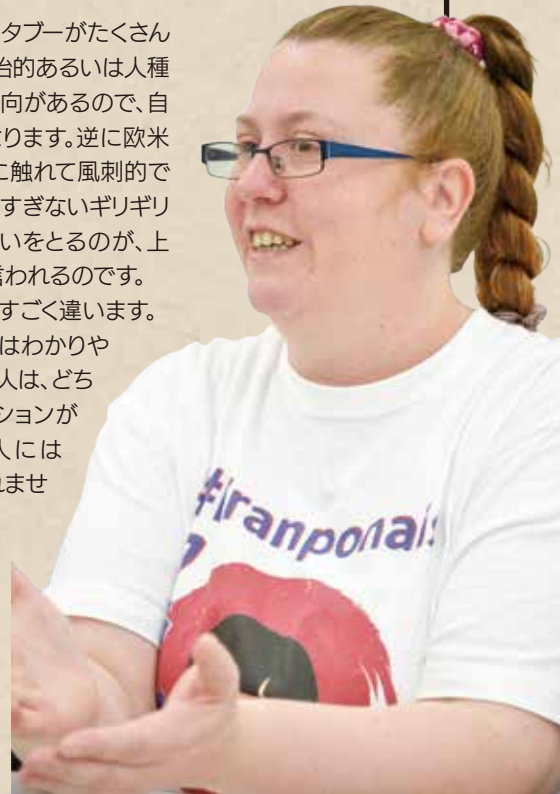 タブーがたくさん
治的あるいは人種
向があるので、自
ります。逆に欧米
に触れて風刺的で
すぎないギリギリ
いをとるのが、上
言われるのです。
すごく違います。
はわかりや
人は、どち
ションが
人には
れませ
#franponais